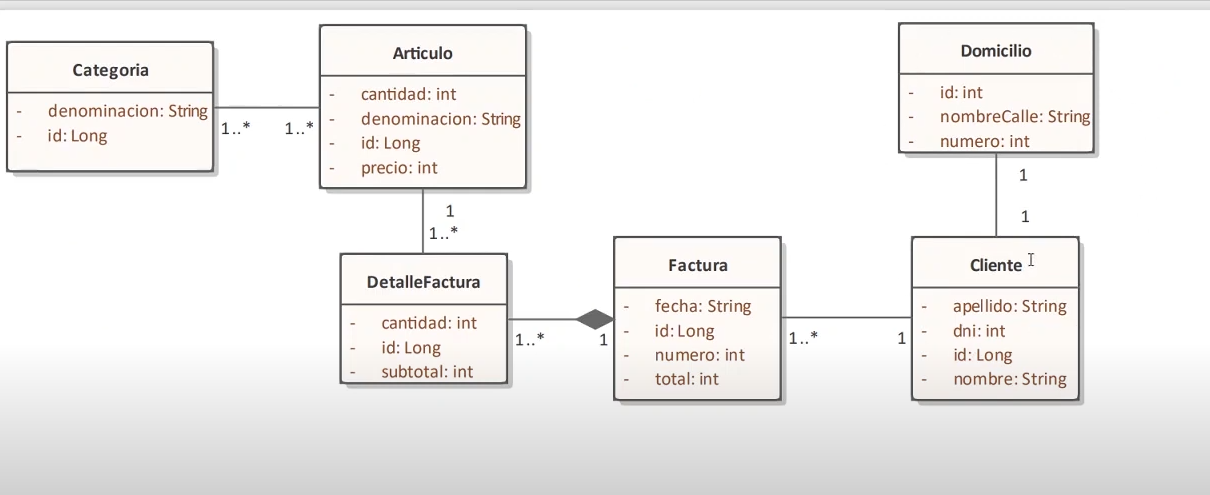 Categoria
- denominacion: String
- id: Long
1..*
1..*
Articulo
- cantidad: int
- denominacion: String
- id: Long
- precio: int
1
1..*
DetalleFactura
- cantidad: int
- id: Long
- subtotal: int
1..*
1
Factura
- fecha: String
- id: Long
- numero: int
- total: int
1..*
1
Domicilio
- id: int
- nombreCalle: String
- numero: int
1
1
Cliente
- apellido: String
- dni: int
- id: Long
- nombre: String